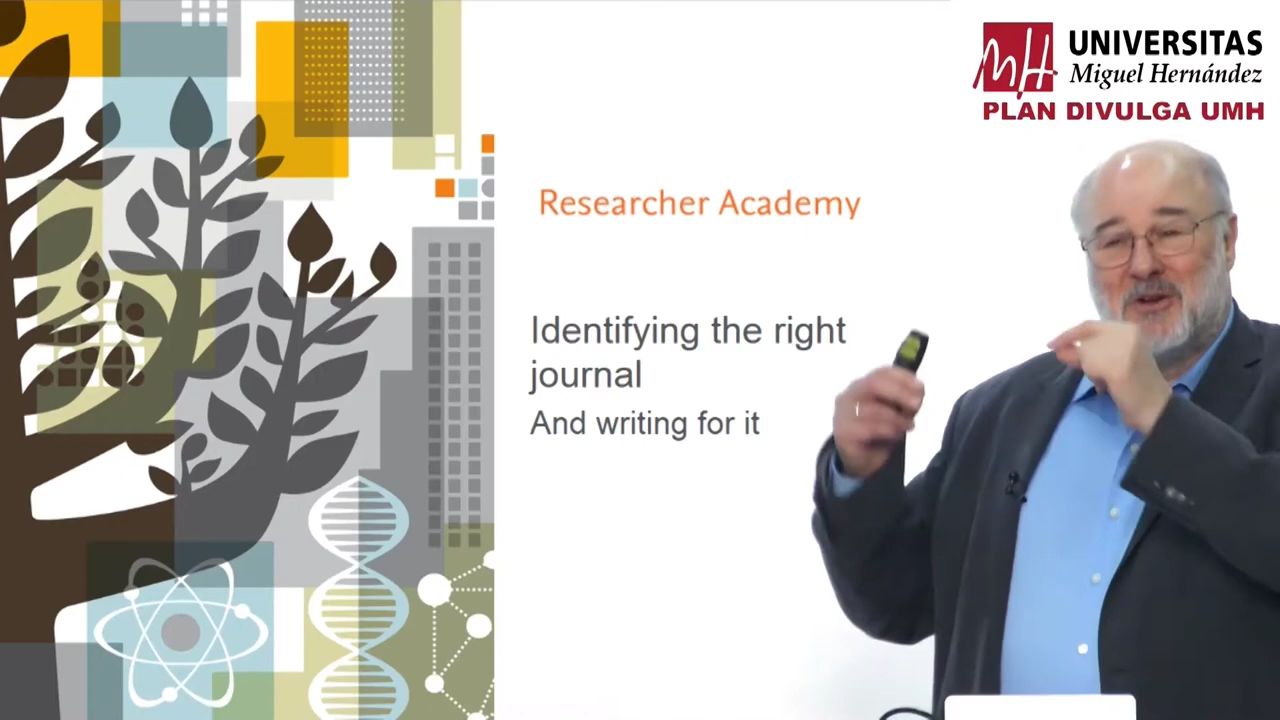 UNIVERSITAS
Miguel Hernández
PLAN DIVULGA UMH
Researcher Academy
Identifying the right
journal
And writing for it